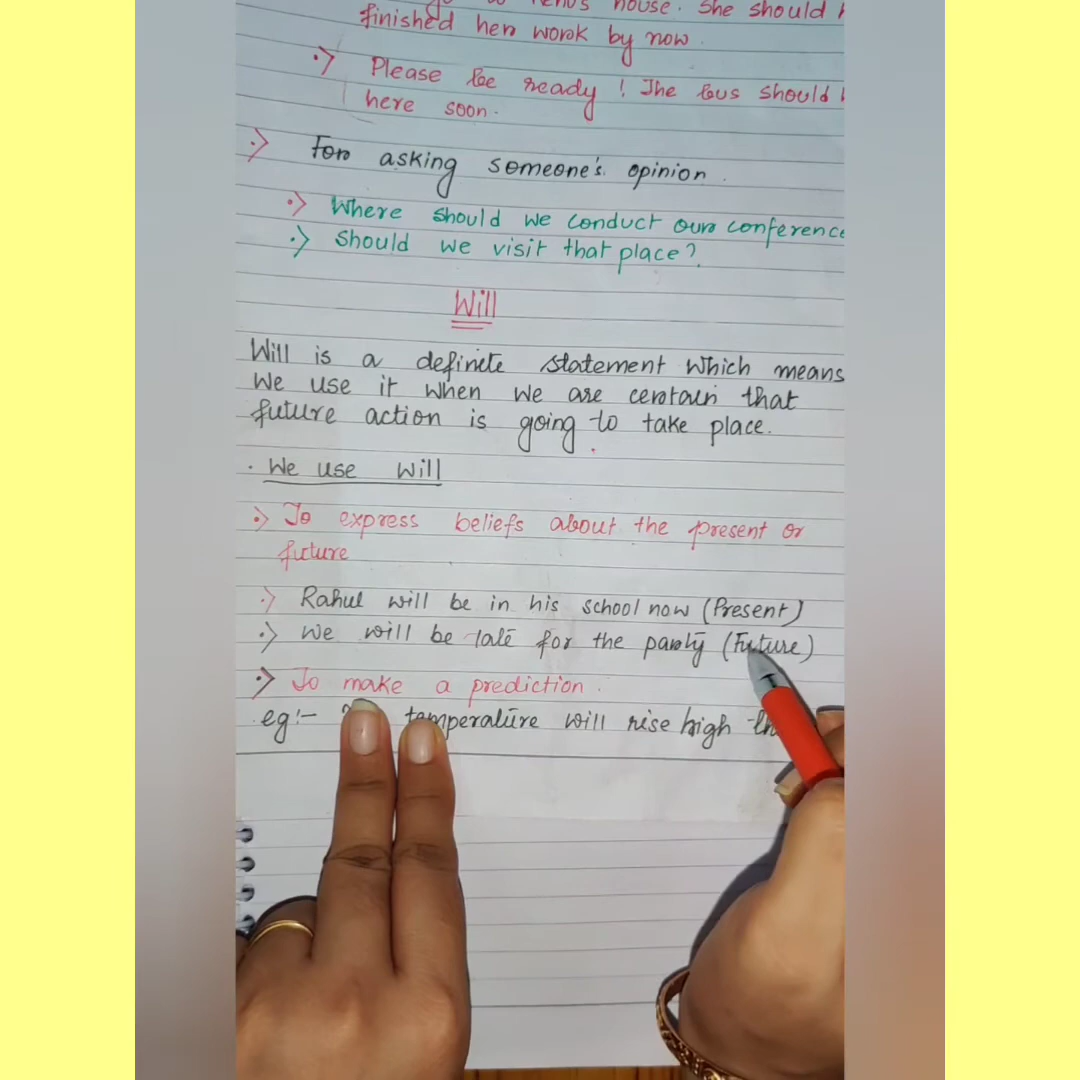 house. She should
finished her work by now.
Please be ready! The bus should
here soon.
For asking someone's opinion.
Where should we conduct our conference
Should we visit that place?
Will
Will is a definite statement which means
We use it when we are certain that
future action is going to take place.
. We use Will
To express beliefs about the present or
future
Rahul will be in his school now (Present)
We will be late for the party (Future)
To make a prediction.
eg:- temperature will rise high